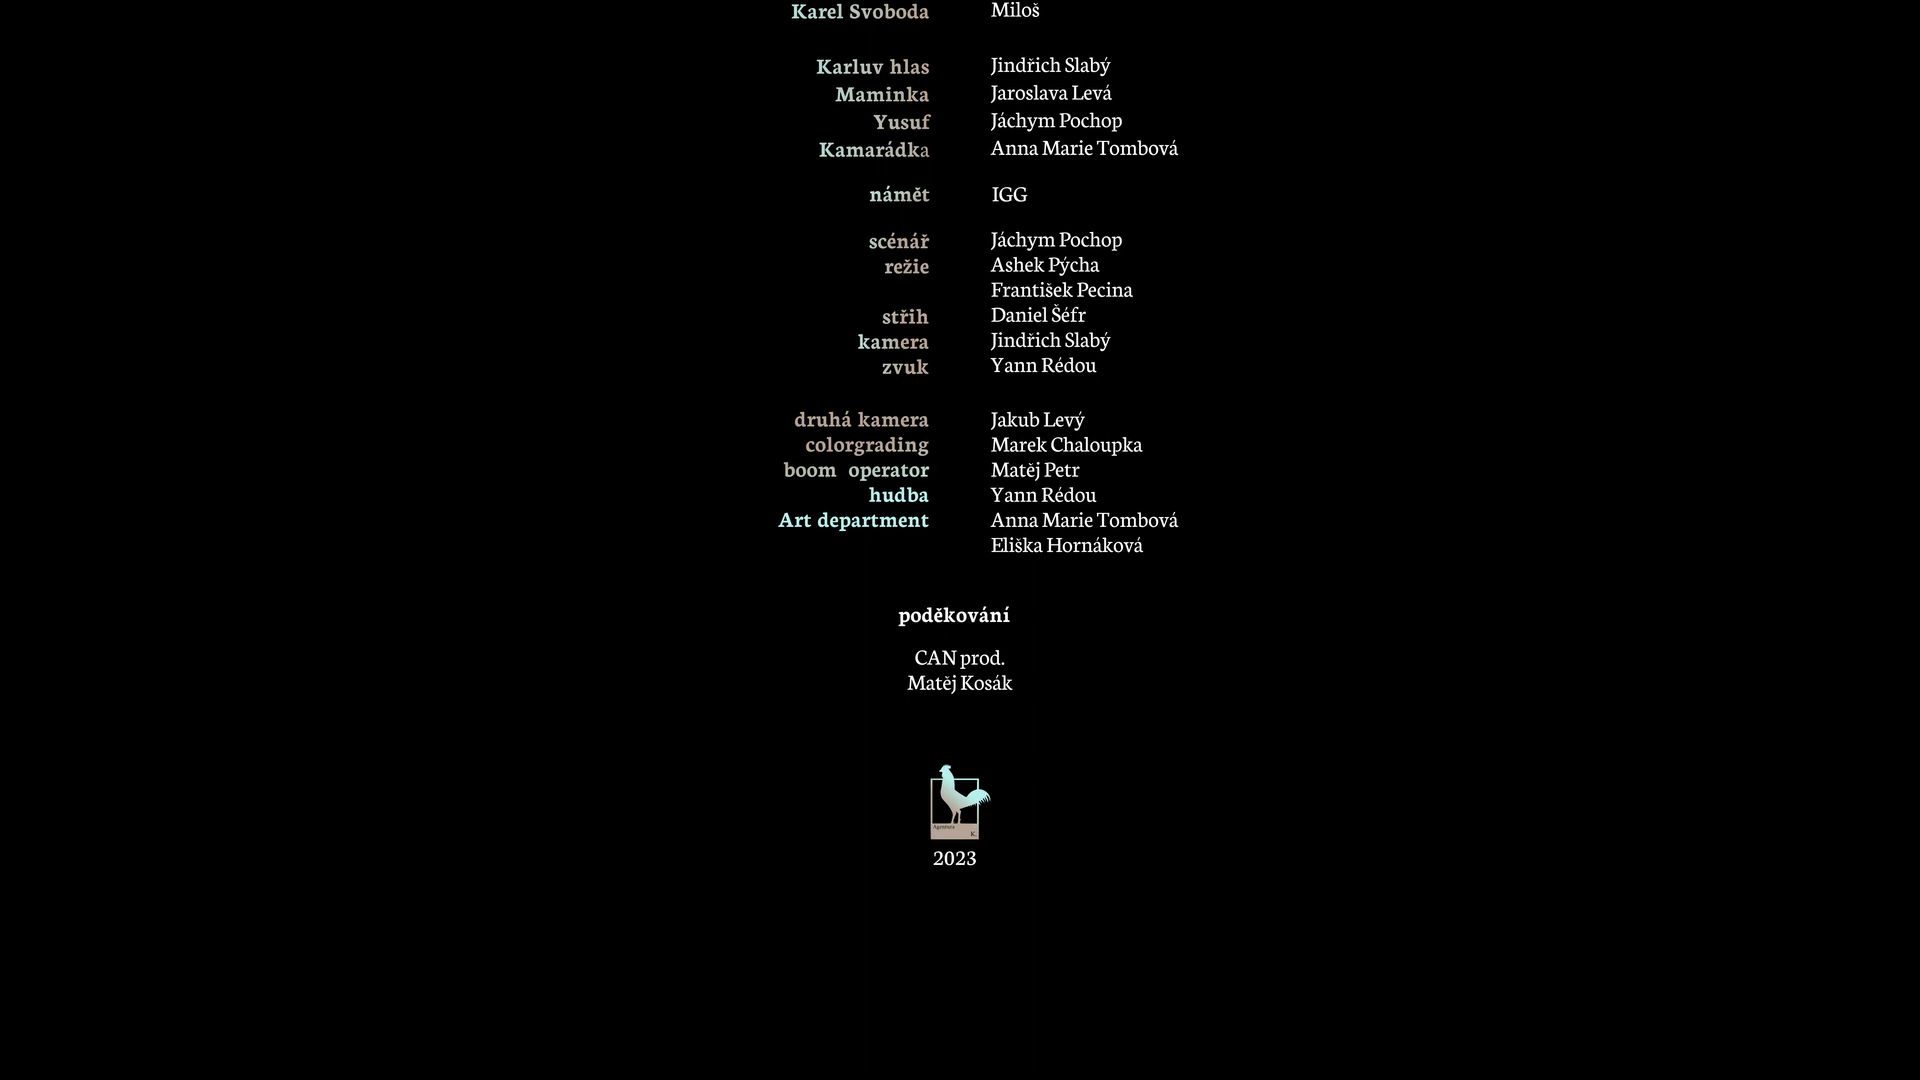 Karel Svoboda Miloš
Karluv hlas Jindřich Slabý
Maminka Jaroslava Levá
Yusuf Jáchym Pochop
Kamarádka Anna Marie Tombová
námět IGG
scénář Jáchym Pochop
režie Ashek Pýcha
František Pecina
střih Daniel Šéfr
kamera Jindřich Slabý
zvuk Yann Rédou
druhá kamera Jakub Levý
colorgrading Marek Chaloupka
boom operator Matěj Petr
hudba Yann Rédou
Art department Anna Marie Tombová
Eliška Hornáková
poděkování
CAN prod.
Matěj Kosák
Agentura
K.
2023